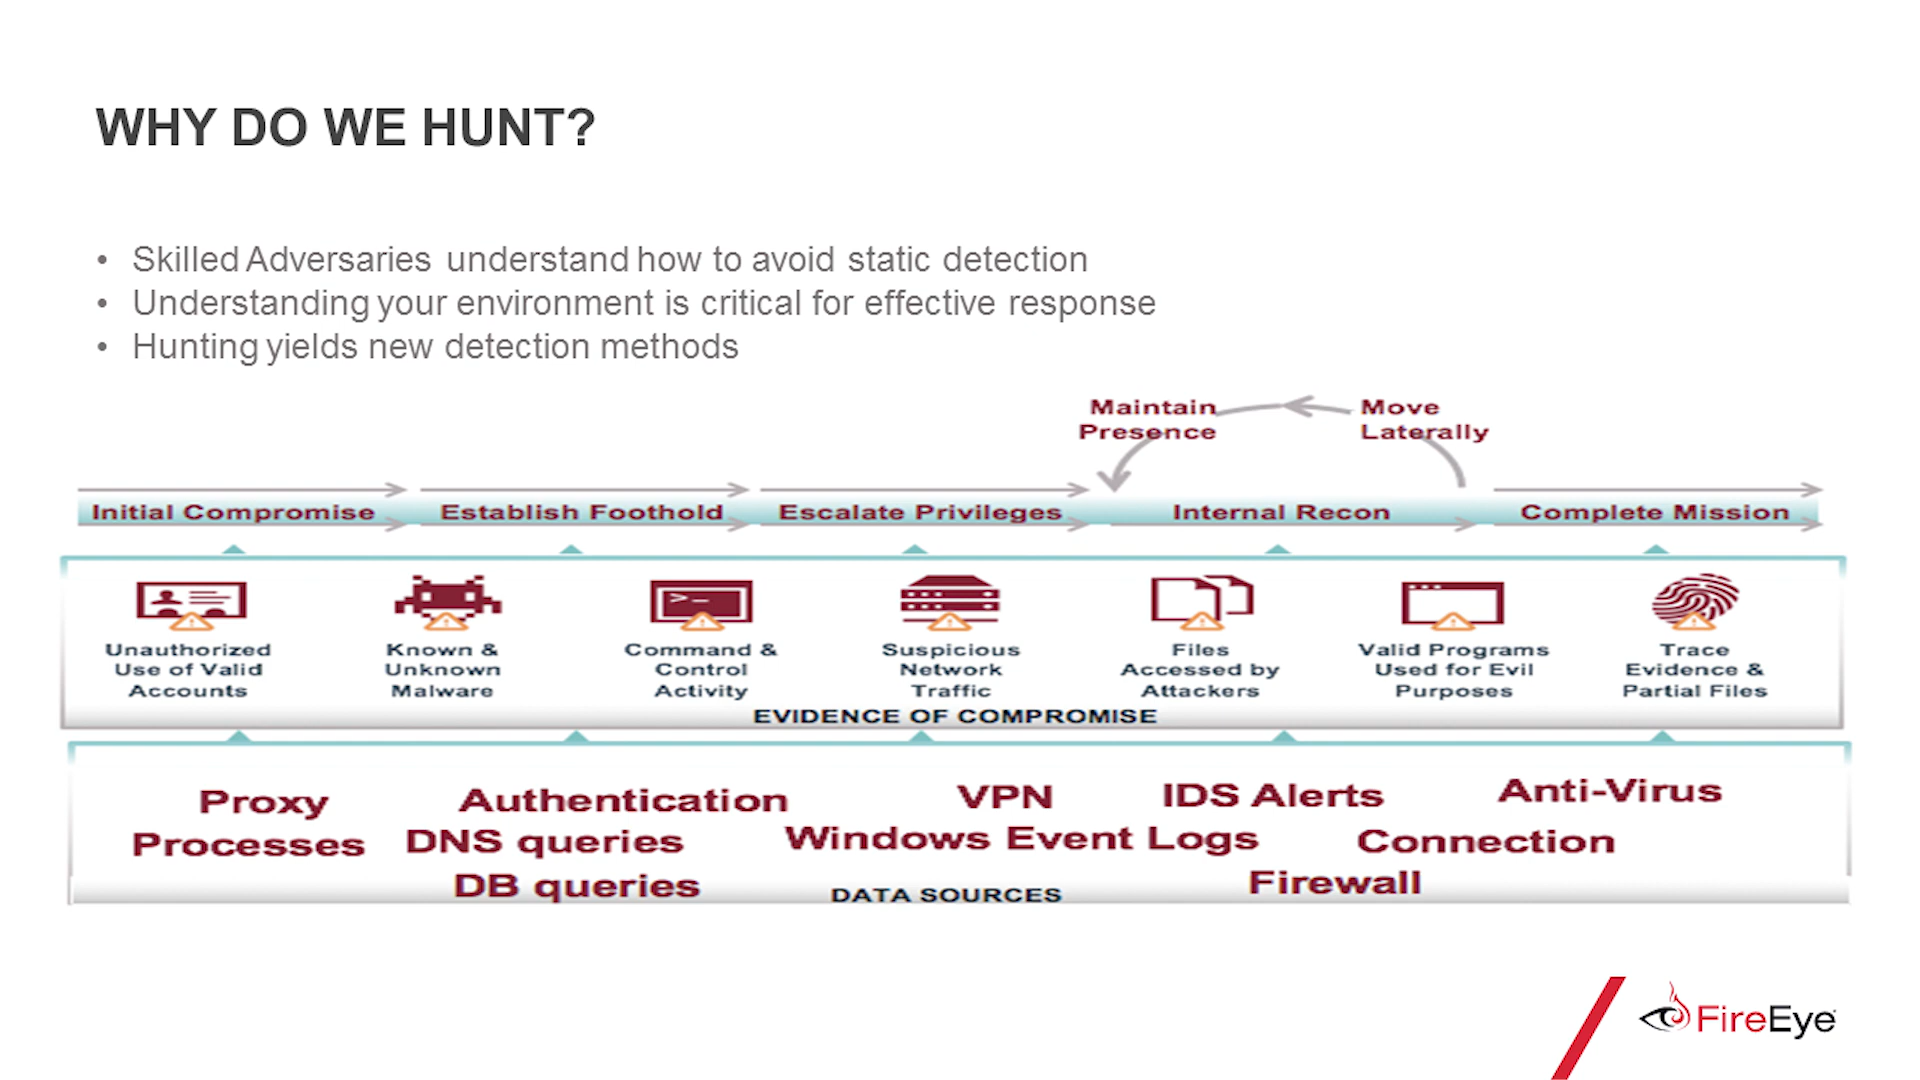 WHY DO WE HUNT?
• Skilled Adversaries understand how to avoid static detection
• Understanding your environment is critical for effective response
• Hunting yields new detection methods
Maintain
Presence
Move
Laterally
Initial Compromise
Establish Foothold
Escalate Privileges
Internal Recon
Complete Mission
Unauthorized
Use of Valid
Accounts
Known &
Unknown
Malware
Command &
Control
Activity
Suspicious
Network
Traffic
Files
Accessed by
Attackers
Valid Programs
Used for Evil
Purposes
Trace
Evidence &
Partial Files
EVIDENCE OF COMPROMISE
Proxy
Authentication
VPN
IDS Alerts
Anti-Virus
Processes
DNS queries
Windows Event Logs
Connection
DB queries
Firewall
DATA SOURCES
FireEye